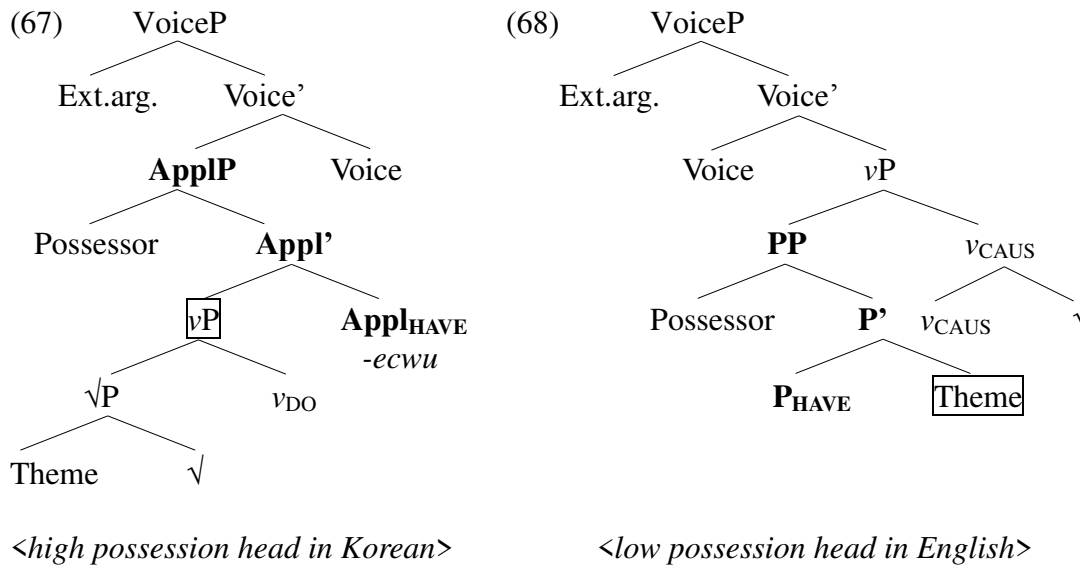 (67) VoiceP (68) VoiceP
Ext.arg. Voice’ Ext.arg. Voice’
ApplP Voice Voice vP
Possessor Appl’ PP vCAUS
vP ApplHAVE Possessor P’ vCAUS √
-ecwu
√P vDO PHAVE Theme
Theme √
<high possession head in Korean> <low possession head in English>